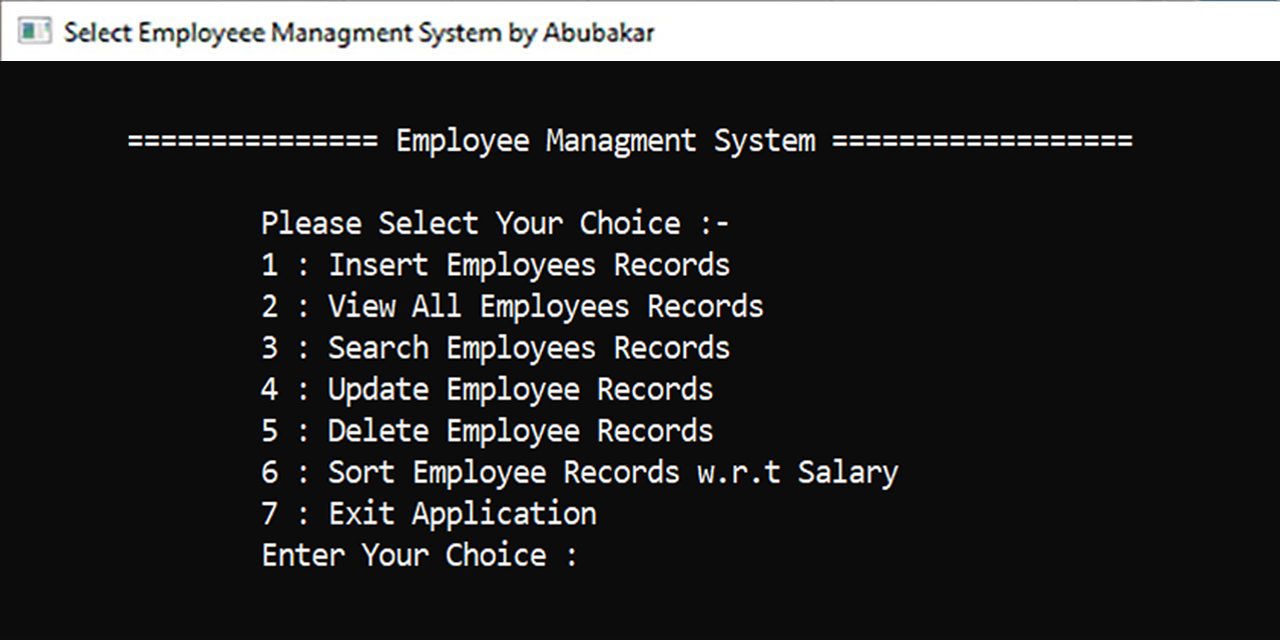 Select Employeee Managment System by Abubakar
=============== Employee Managment System ==================
Please Select Your Choice :-
1 : Insert Employees Records
2 : View All Employees Records
3 : Search Employees Records
4 : Update Employee Records
5 : Delete Employee Records
6 : Sort Employee Records w.r.t Salary
7 : Exit Application
Enter Your Choice :